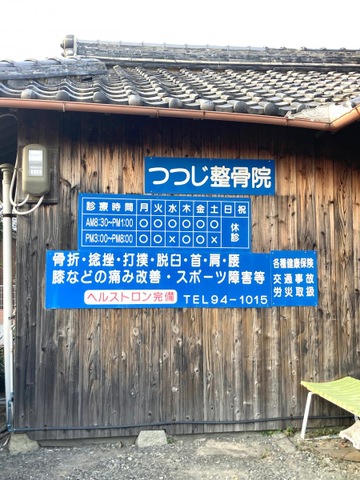 つつじ整骨院
診療時間 月 火 水 木 金 土 日 祝
AM8:30~PM1:00 ○ ○ ○ ○ ○ ○ 休診
PM3:00~PM8:00 ○ ○ × ○ ○ ×
骨折・捻挫・打撲・脱臼・首・肩・腰
膝などの痛み改善・スポーツ障害等
ヘルストロン完備 TEL94-1015
各種健康保険
交通事故
労災取扱